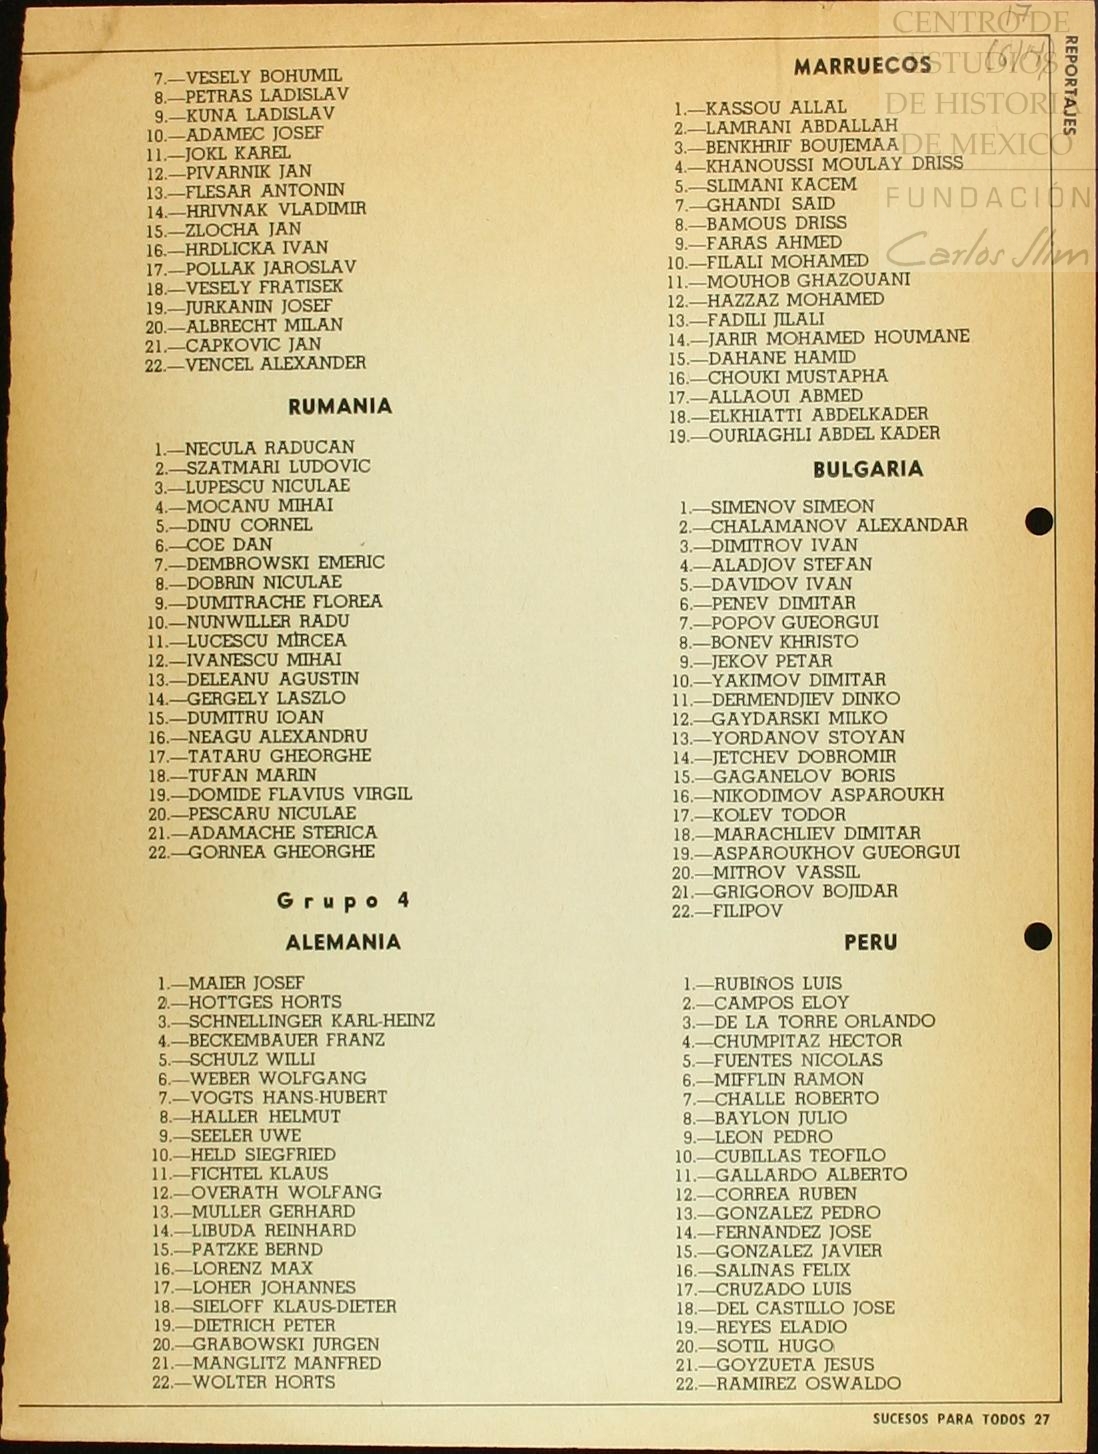 7.—VESELY BOHUMIL
8.—PETRAS LADISLAV
9.—KUNA LADISLAV
10.—ADAMEC JOSEF
11.—JOKL KAREL
12.—PIVARNIK JAN
13.—FLESAR ANTONIN
14.—HRIVNAK VLADIMIR
15.—ZLOCHA JAN
16.—HRDLICKA IVAN
17.—POLLAK JAROSLAV
18.—VESELY FRATISEK
19.—JURKANIN JOSEF
20.—ALBRECHT MILAN
21.—CAPKOVIC JAN
22.—VENCEL ALEXANDER
RUMANIA
1.—NECULA RADUCAN
2.—SZATMARI LUDOVIC
3.—LUPESCU NICULAE
4.—MOCANU MIHAI
5.—DINU CORNEL
6.—COE DAN
7.—DEMBROWSKI EMERIC
8.—DOBRIN NICULAE
9.—DUMITRACHE FLOREA
10.—NUNWILLER RADU
11.—LUCESCU MIRCEA
12.—IVANESCU MIHAI
13.—DELEANU AGUSTIN
14.—GERGELY LASZLO
15.—DUMITRU IOAN
16.—NEAGU ALEXANDRU
17.—TATARU GHEORGHE
18.—TUFAN MARIN
19.—DOMIDE FLAVIUS VIRGIL
20.—PESCARU NICULAE
21.—ADAMACHE STERICA
22.—GORNEA GHEORGHE
Grupo 4
ALEMANIA
1.—MAIER JOSEF
2.—HOTTGES HORTS
3.—SCHNELLINGER KARL-HEINZ
4.—BECKEMBAUER FRANZ
5.—SCHULZ WILLI
6.—WEBER WOLFGANG
7.—VOGTS HANS-HUBERT
8.—HALLER HELMUT
9.—SEELER UWE
10.—HELD SIEGFRIED
11.—FICHTEL KLAUS
12.—OVERATH WOLFANG
13.—MULLER GERHARD
14.—LIBUDA REINHARD
15.—PATZKE BERND
16.—LORENZ MAX
17.—LOHER JOHANNES
18.—SIELOFF KLAUS-DIETER
19.—DIETRICH PETER
20.—GRABOWSKI JURGEN
21.—MANGLITZ MANFRED
22.—WOLTER HORTS
MARRUECOS
1.—KASSOU ALLAL
2.—LAMRANI ABDALLAH
3.—BENKHRIF BOUJEMAA
4.—KHANOUSSI MOULAY DRISS
5.—SLIMANI KACEM
7.—GHANDI SAID
8.—BAMOUS DRISS
9.—FARAS AHMED
10.—FILALI MOHAMED
11.—MOUHOB GHAZOUANI
12.—HAZZAZ MOHAMED
13.—FADILI JILALI
14.—JARIR MOHAMED HOUMANE
15.—DAHANE HAMID
16.—CHOUKI MUSTAPHA
17.—ALLAOUI ABMED
18.—ELKHIATTI ABDELKADER
19.—OURIAGHLI ABDEL KADER
BULGARIA
1.—SIMENOV SIMEON
2.—CHALAMANOV ALEXANDAR
3.—DIMITROV IVAN
4.—ALADJOV STEFAN
5.—DAVIDOV IVAN
6.—PENEV DIMITAR
7.—POPOV GUEORGUI
8.—BONEV KHRISTO
9.—JEKOV PETAR
10.—YAKIMOV DIMITAR
11.—DERMENDJIEV DINKO
12.—GAYDARSKI MILKO
13.—YORDANOV STOYAN
14.—JETCHEV DOBROMIR
15.—GAGANELOV BORIS
16.—NIKODIMOV ASPAROUKH
17.—KOLEV TODOR
18.—MARACHLIEV DIMITAR
19.—ASPAROUKHOV GUEORGUI
20.—MITROV VASSIL
21.—GRIGOROV BOJIDAR
22.—FILIPOV
PERU
1.—RUBIÑOS LUIS
2.—CAMPOS ELOY
3.—DE LA TORRE ORLANDO
4.—CHUMPITAZ HECTOR
5.—FUENTES NICOLAS
6.—MIFFLIN RAMON
7.—CHALLE ROBERTO
8.—BAYLON JULIO
9.—LEON PEDRO
10.—CUBILLAS TEOFILO
11.—GALLARDO ALBERTO
12.—CORREA RUBEN
13.—GONZALEZ PEDRO
14.—FERNANDEZ JOSE
15.—GONZALEZ JAVIER
16.—SALINAS FELIX
17.—CRUZADO LUIS
18.—DEL CASTILLO JOSE
19.—REYES ELADIO
20.—SOTIL HUGO
21.—GOYZUETA JESUS
22.—RAMIREZ OSWALDO
REPORTAJES
CENTRO DE
ESTUDIOS
DE HISTORIA
DE MEXICO
FUNDACIÓN
Carlos Slim
17
SUCESOS PARA TODOS 27